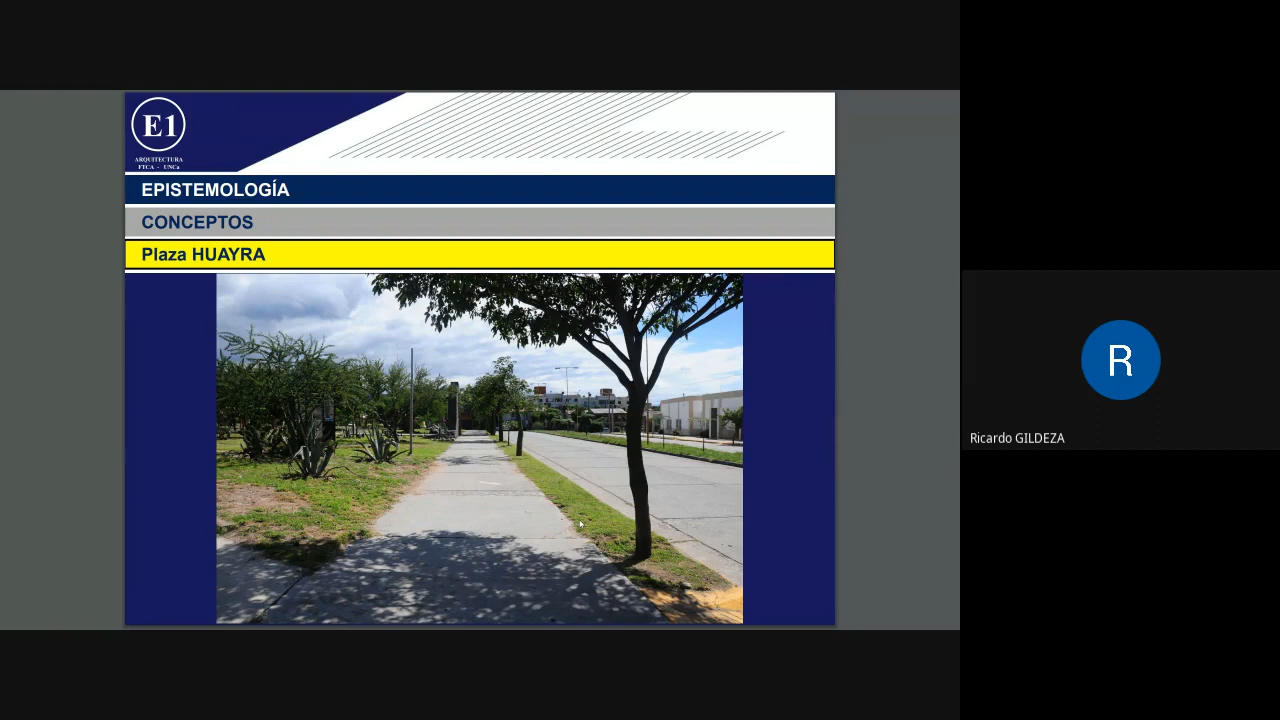 E1
ARQUITECTURA
FTCA - UNCa
EPISTEMOLOGÍA
CONCEPTOS
Plaza HUAYRA
R
Ricardo GILDEZA